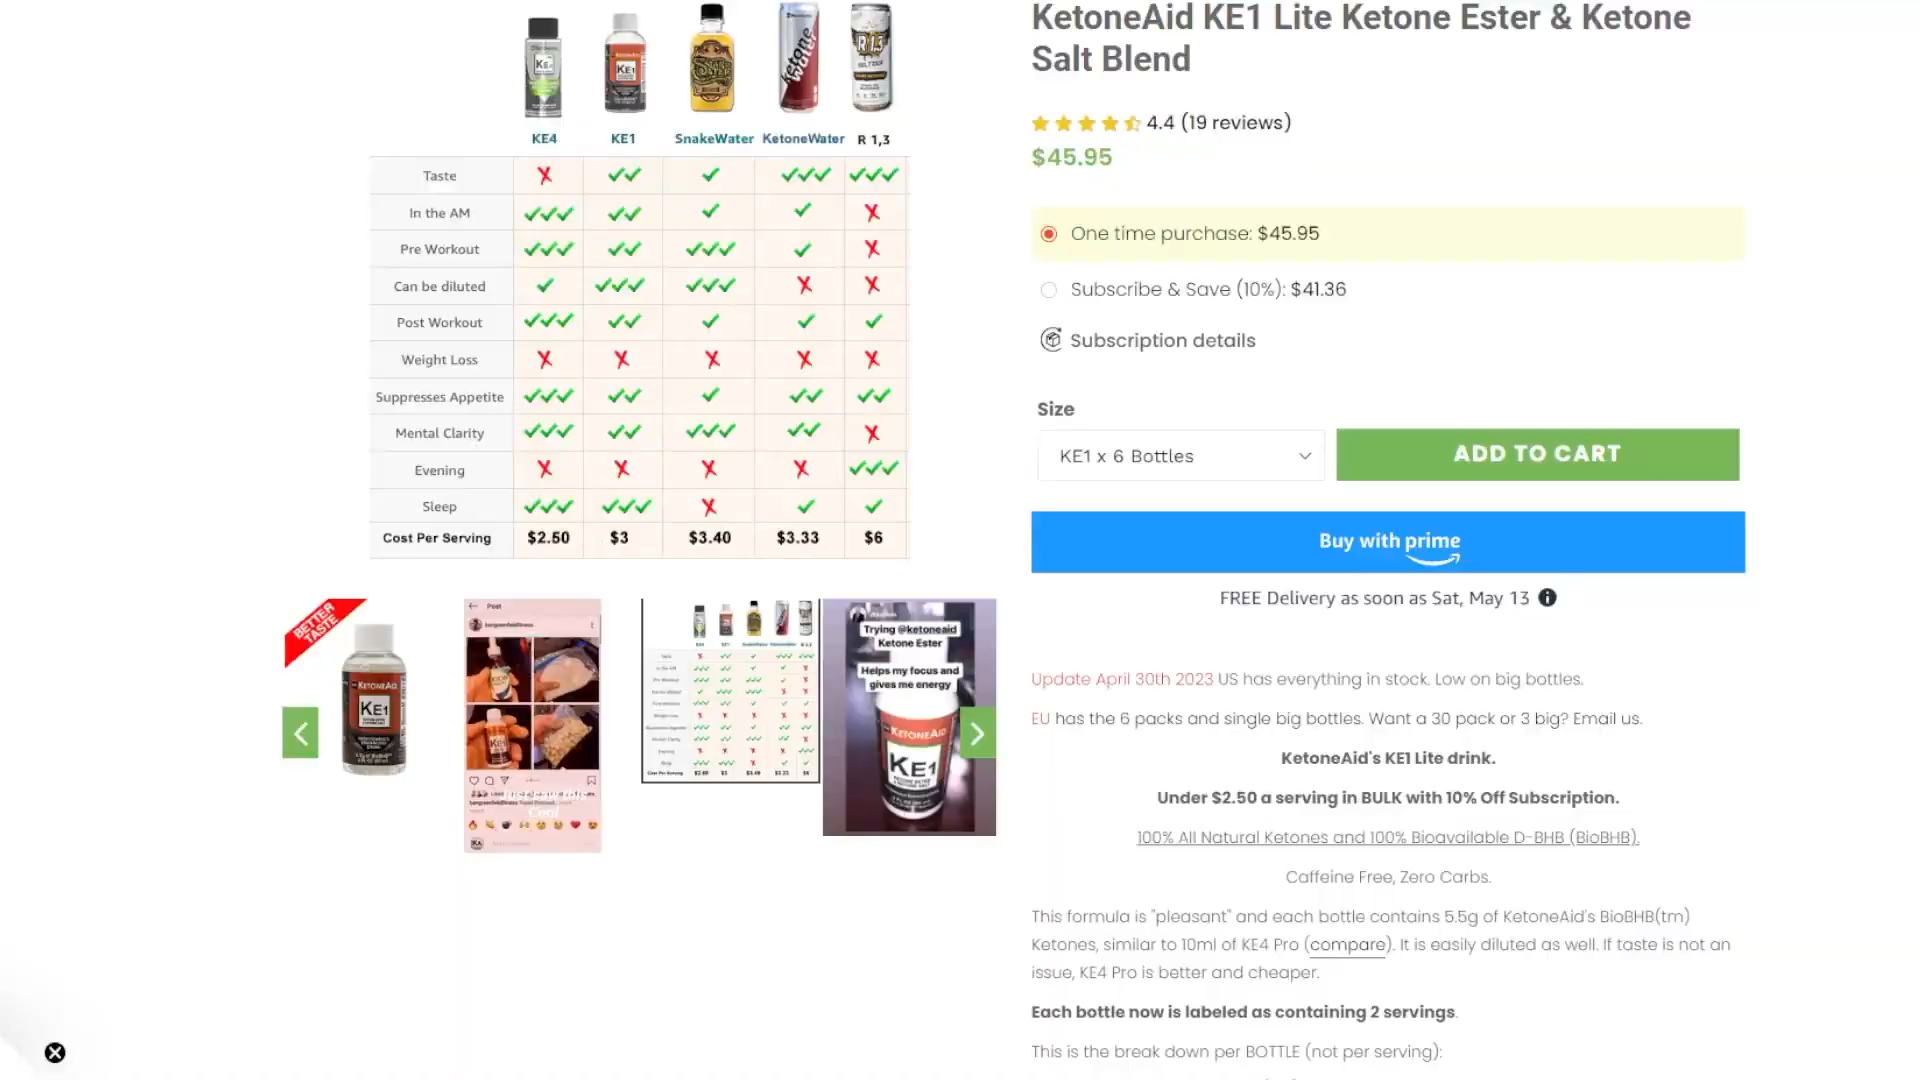 KetoneAid KE1 Lite Ketone Ester & Ketone
Salt Blend
4.4 (19 reviews)
$45.95
One time purchase: $45.95
Subscribe & Save (10%): $41.36
Subscription details
Size
KE1 x 6 Bottles
ADD TO CART
Buy with prime
FREE Delivery as soon as Sat, May 13
Update April 30th 2023 US has everything in stock. Low on big bottles.
EU has the 6 packs and single big bottles. Want a 30 pack or 3 big? Email us.
KetoneAid's KE1 Lite drink.
Under $2.50 a serving in BULK with 10% Off Subscription.
100% All Natural Ketones and 100% Bioavailable D-BHB (BioBHB).
Caffeine Free, Zero Carbs.
This formula is "pleasant" and each bottle contains 5.5g of KetoneAid's BioBHB(tm)
Ketones, similar to 10ml of KE4 Pro (compare). It is easily diluted as well. If taste is not an
issue, KE4 Pro is better and cheaper.
Each bottle now is labeled as containing 2 servings.
This is the break down per BOTTLE (not per serving):
KE4 KE1 SnakeWater KetoneWater R 1,3
Taste
In the AM
Pre Workout
Can be diluted
Post Workout
Weight Loss
Suppresses Appetite
Mental Clarity
Evening
Sleep
Cost Per Serving $2.50 $3 $3.40 $3.33 $6
BETTER
TASTE
KETONEAID
KE1
Post
Trying @ketoneaid
Ketone Ester
Helps my focus and
gives me energy
KETONEAID
KE1